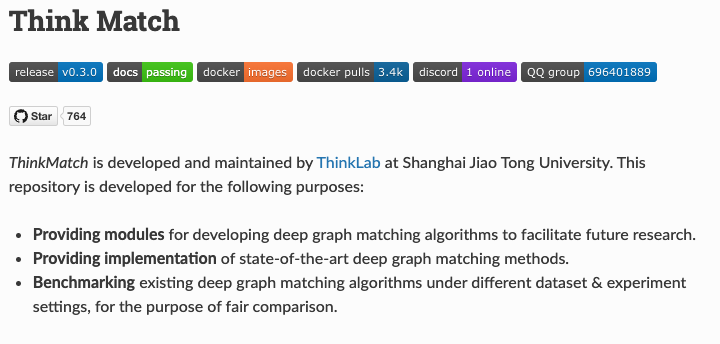 Think Match
release v0.3.0 docs passing docker images docker pulls 3.4k discord 1 online QQ group 696401889
Star 764
ThinkMatch is developed and maintained by ThinkLab at Shanghai Jiao Tong University. This
repository is developed for the following purposes:
• Providing modules for developing deep graph matching algorithms to facilitate future research.
• Providing implementation of state-of-the-art deep graph matching methods.
• Benchmarking existing deep graph matching algorithms under different dataset & experiment
settings, for the purpose of fair comparison.